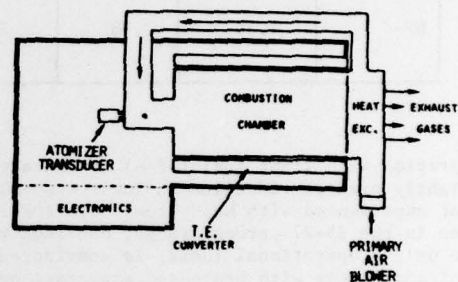 COMBUSTION
CHAMBER
HEAT
EXC.
EXHAUST
GASES
ATOMIZER
TRANSDUCER
ELECTRONICS
T.E.
CONVERTER
PRIMARY
AIR
BLOWER